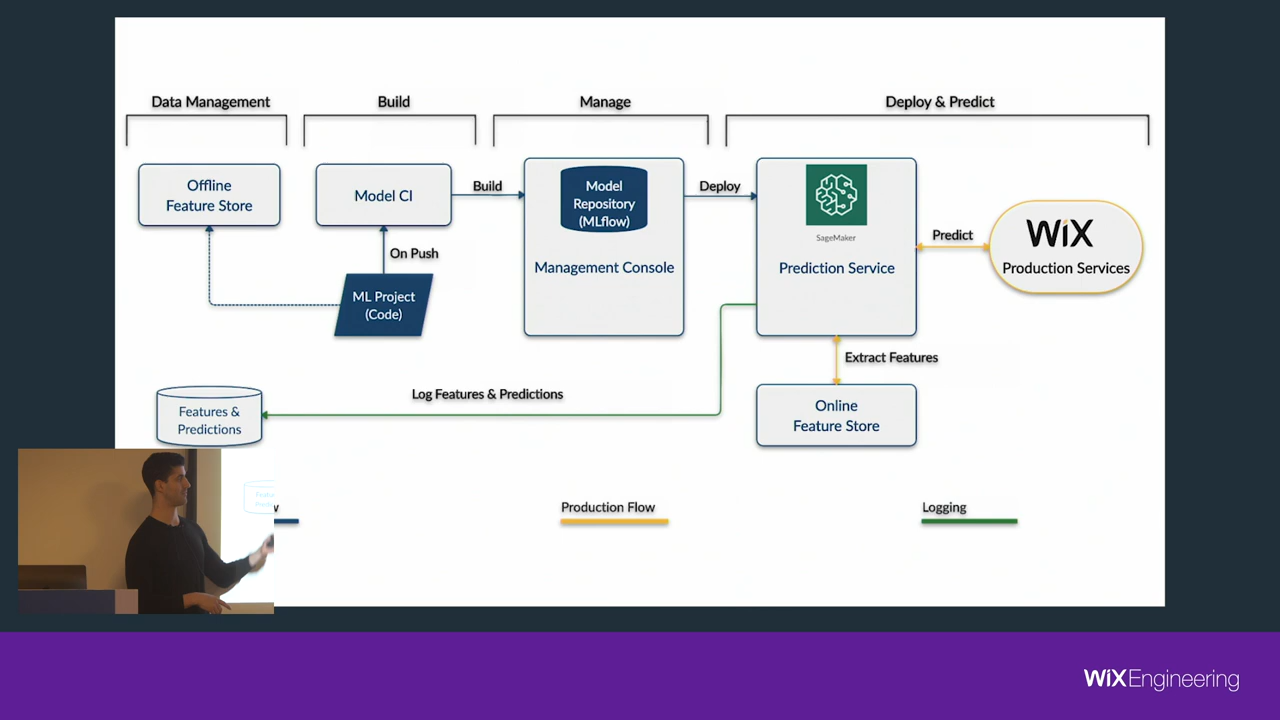 Data Management
Build
Manage
Deploy & Predict
Offline
Feature Store
Model CI
Build
Model
Repository
(MLflow)
Management Console
Deploy
SageMaker
Prediction Service
Predict
WiX
Production Services
On Push
ML Project
(Code)
Extract Features
Log Features & Predictions
Features &
Predictions
Online
Feature Store
Production Flow
Logging
WiXEngineering